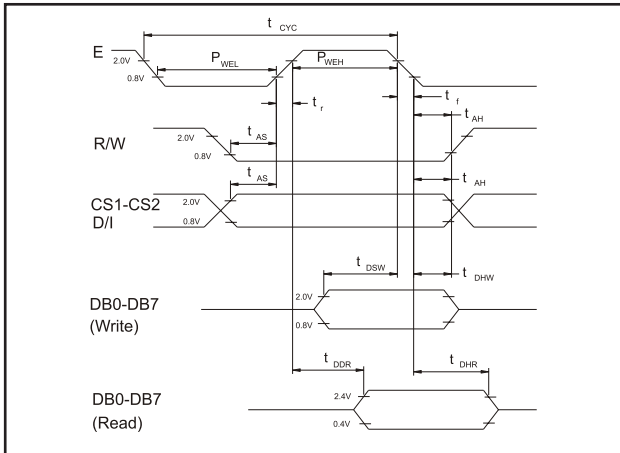 t CYC
E
2.0V
P WEL
P WEH
0.8V
t r
t f
t AS
t AH
R/W
2.0V
0.8V
t AS
t AH
CS1-CS2
D/I
2.0V
0.8V
t DSW
t DHW
DB0-DB7
(Write)
2.0V
0.8V
t DDR
t DHR
DB0-DB7
(Read)
2.4V
0.4V